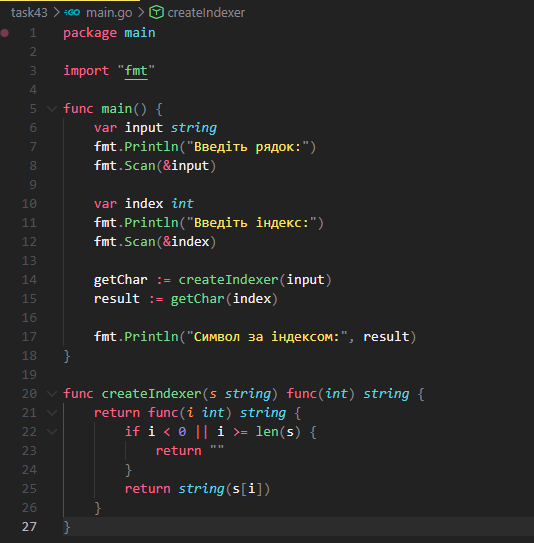 task43 > GO main.go > createIndexer
1 package main
2
3 import "fmt"
4
5 func main() {
6     var input string
7     fmt.Println("Введіть рядок:")
8     fmt.Scan(&input)
9
10     var index int
11     fmt.Println("Введіть індекс:")
12     fmt.Scan(&index)
13
14     getChar := createIndexer(input)
15     result := getChar(index)
16
17     fmt.Println("Символ за індексом:", result)
18 }
19
20 func createIndexer(s string) func(int) string {
21     return func(i int) string {
22         if i < 0 || i >= len(s) {
23             return ""
24         }
25         return string(s[i])
26     }
27 }